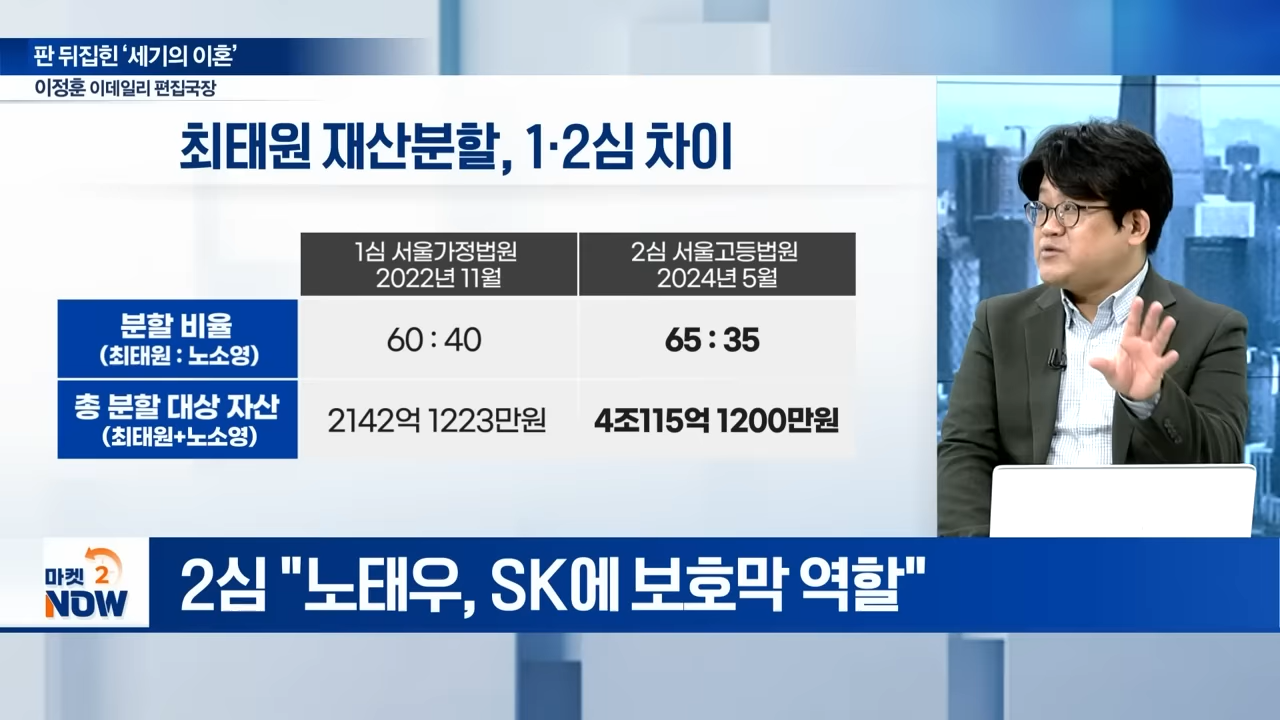 판 뒤집힌 '세기의 이혼'
이정훈 이데일리 편집국장
최태원 재산분할, 1·2심 차이
1심 서울가정법원
2022년 11월
2심 서울고등법원
2024년 5월
분할 비율
(최태원 : 노소영)
60 : 40
65 : 35
총 분할 대상 자산
(최태원+노소영)
2142억 1223만원
4조115억 1200만원
마켓 2
NOW
2심 "노태우, SK에 보호막 역할"